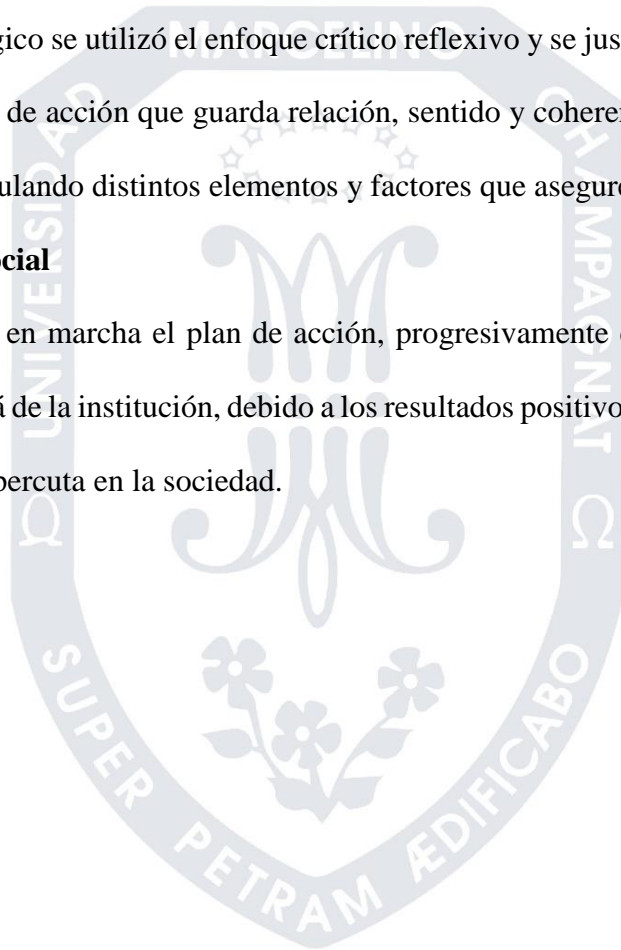 gico se utilizó el enfoque crítico reflexivo y se jus
de acción que guarda relación, sentido y coheren
ulando distintos elementos y factores que asegure
ocial
en marcha el plan de acción, progresivamente
á de la institución, debido a los resultados positivo
percuta en la sociedad.
UNIVERSIDAD MARCELINO CHAMPAGNAT
SUPER PETRAM ÆDIFICABO